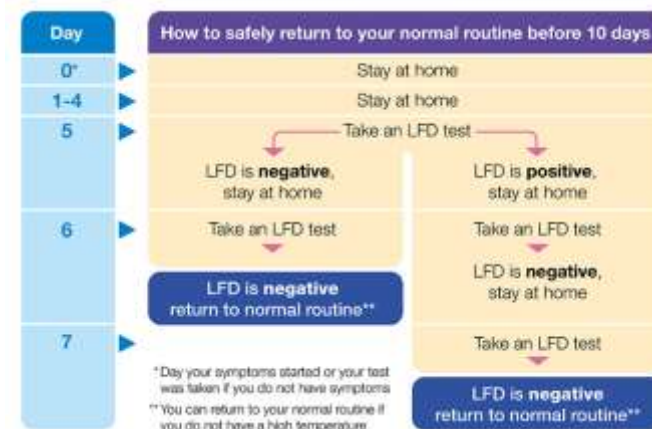 Day
How to safely return to your normal routine before 10 days
0*
Stay at home
1-4
Stay at home
5
Take an LFD test
LFD is negative,
stay at home
LFD is positive,
stay at home
6
Take an LFD test
LFD is negative
return to normal routine**
Take an LFD test
LFD is negative,
stay at home
7
Take an LFD test
LFD is negative
return to normal routine**
*Day your symptoms started or your test
was taken if you do not have symptoms
**You can return to your normal routine if
you do not have a high temperature